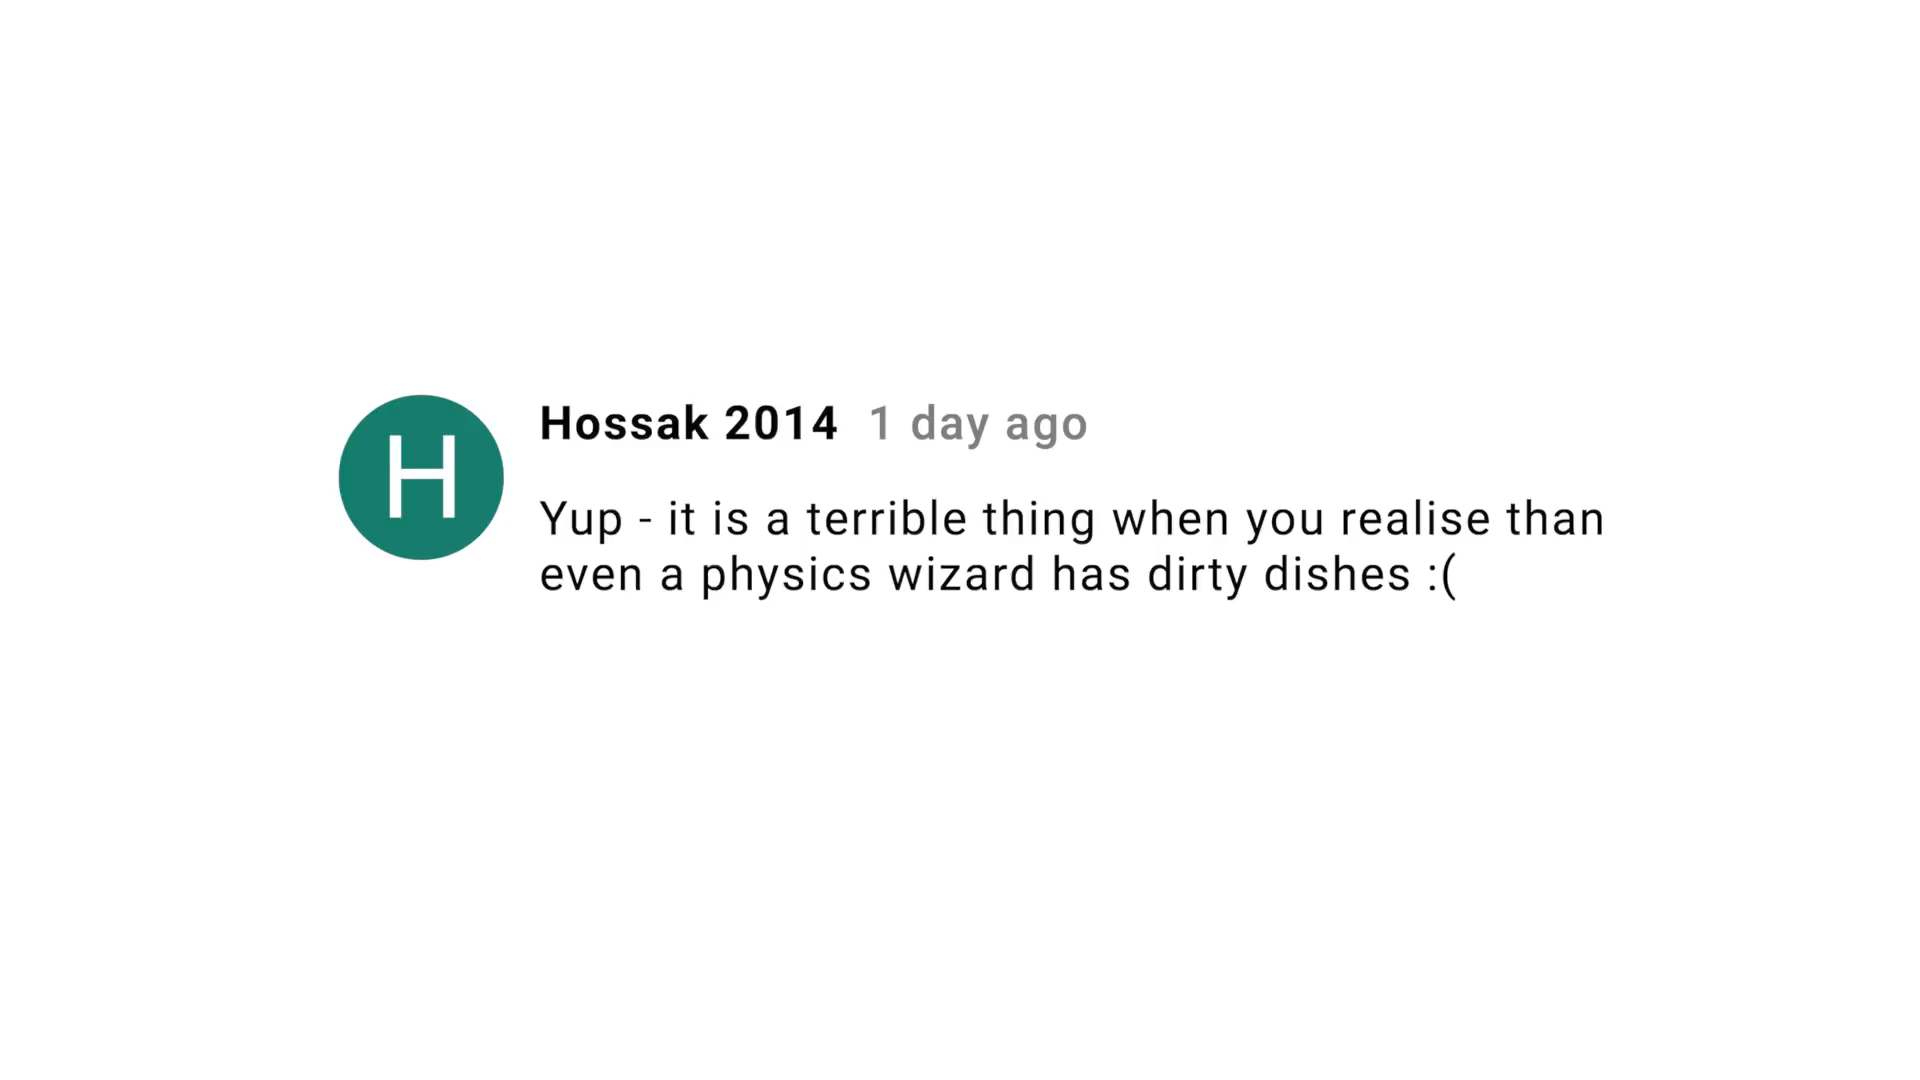 H
Hossak 2014 1 day ago
Yup - it is a terrible thing when you realise than
even a physics wizard has dirty dishes :(